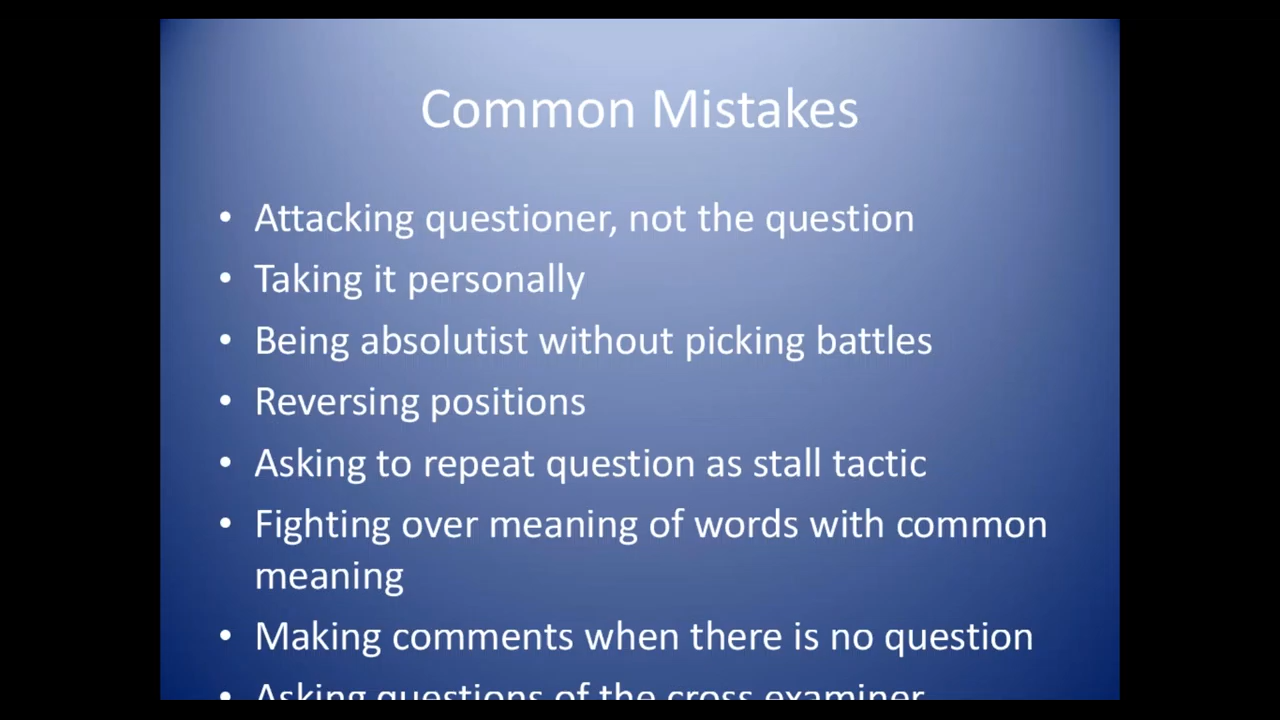 Common Mistakes
• Attacking questioner, not the question
• Taking it personally
• Being absolutist without picking battles
• Reversing positions
• Asking to repeat question as stall tactic
• Fighting over meaning of words with common
meaning
• Making comments when there is no question
• Asking questions of the cross examiner